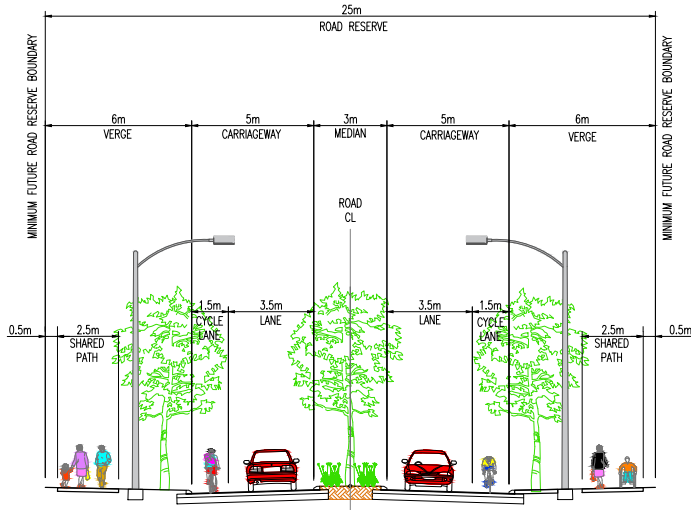 25m
ROAD RESERVE
MINIMUM FUTURE ROAD RESERVE BOUNDARY
MINIMUM FUTURE ROAD RESERVE BOUNDARY
6m
VERGE
5m
CARRIAGEWAY
3m
MEDIAN
5m
CARRIAGEWAY
6m
VERGE
ROAD
CL
0.5m
2.5m
SHARED
PATH
1.5m
CYCLE
LANE
3.5m
LANE
3.5m
LANE
1.5m
CYCLE
LANE
2.5m
SHARED
PATH
0.5m